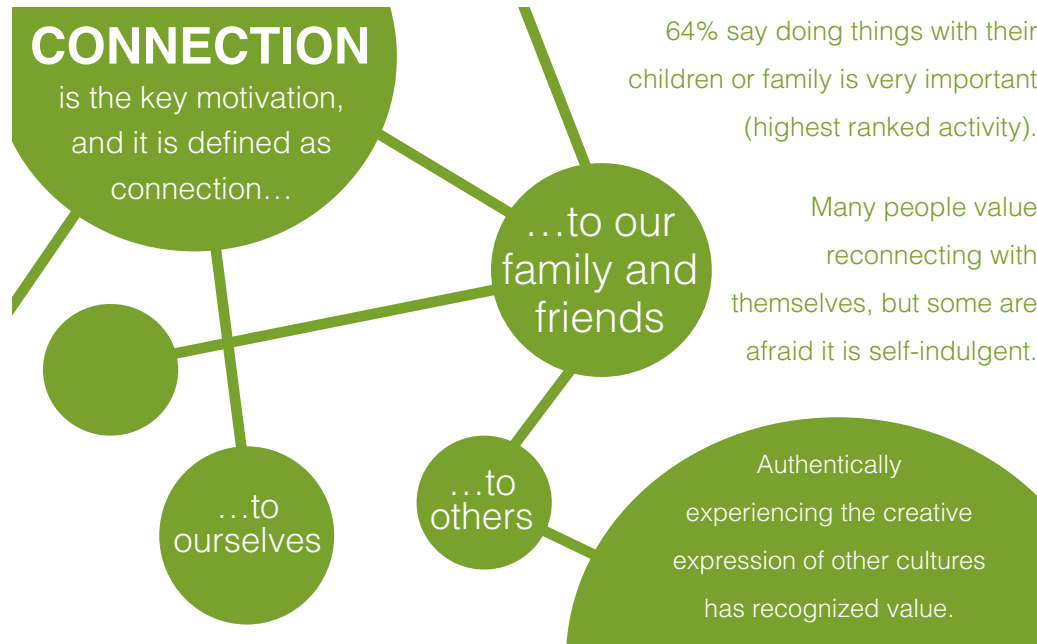 CONNECTION
is the key motivation,
and it is defined as
connection…
…to our
family and
friends
…to
ourselves
…to
others
64% say doing things with their
children or family is very important
(highest ranked activity).
Many people value
reconnecting with
themselves, but some are
afraid it is self-indulgent.
Authentically
experiencing the creative
expression of other cultures
has recognized value.